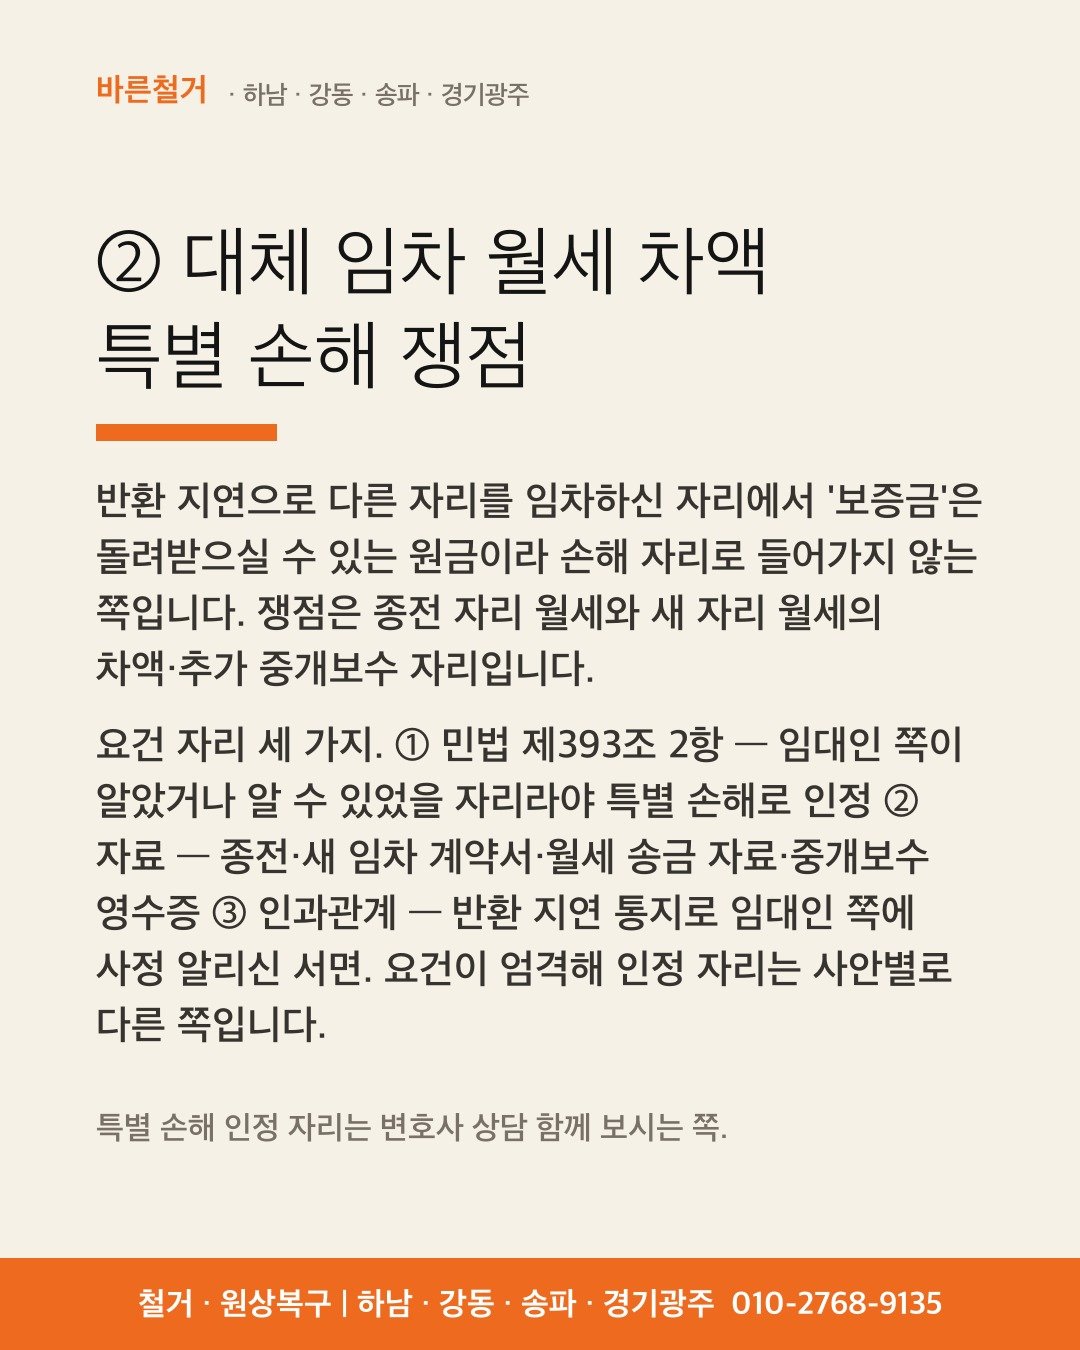 바른철거 · 하남 · 강동 · 송파 · 경기광주
② 대체 임차 월세 차액
특별 손해 쟁점
반환 지연으로 다른 자리를 임차하신 자리에서 '보증금'은
돌려받으실 수 있는 원금이라 손해 자리로 들어가지 않는
쪽입니다. 쟁점은 종전 자리 월세와 새 자리 월세의
차액·추가 중개보수 자리입니다.
요건 자리 세 가지. ① 민법 제393조 2항 — 임대인 쪽이
알았거나 알 수 있었을 자리라야 특별 손해로 인정 ②
자료 — 종전·새 임차 계약서·월세 송금 자료·중개보수
영수증 ③ 인과관계 — 반환 지연 통지로 임대인 쪽에
사정 알리신 서면. 요건이 엄격해 인정 자리는 사안별로
다른 쪽입니다.
특별 손해 인정 자리는 변호사 상담 함께 보시는 쪽.
철거 · 원상복구 | 하남 · 강동 · 송파 · 경기광주 010-2768-9135